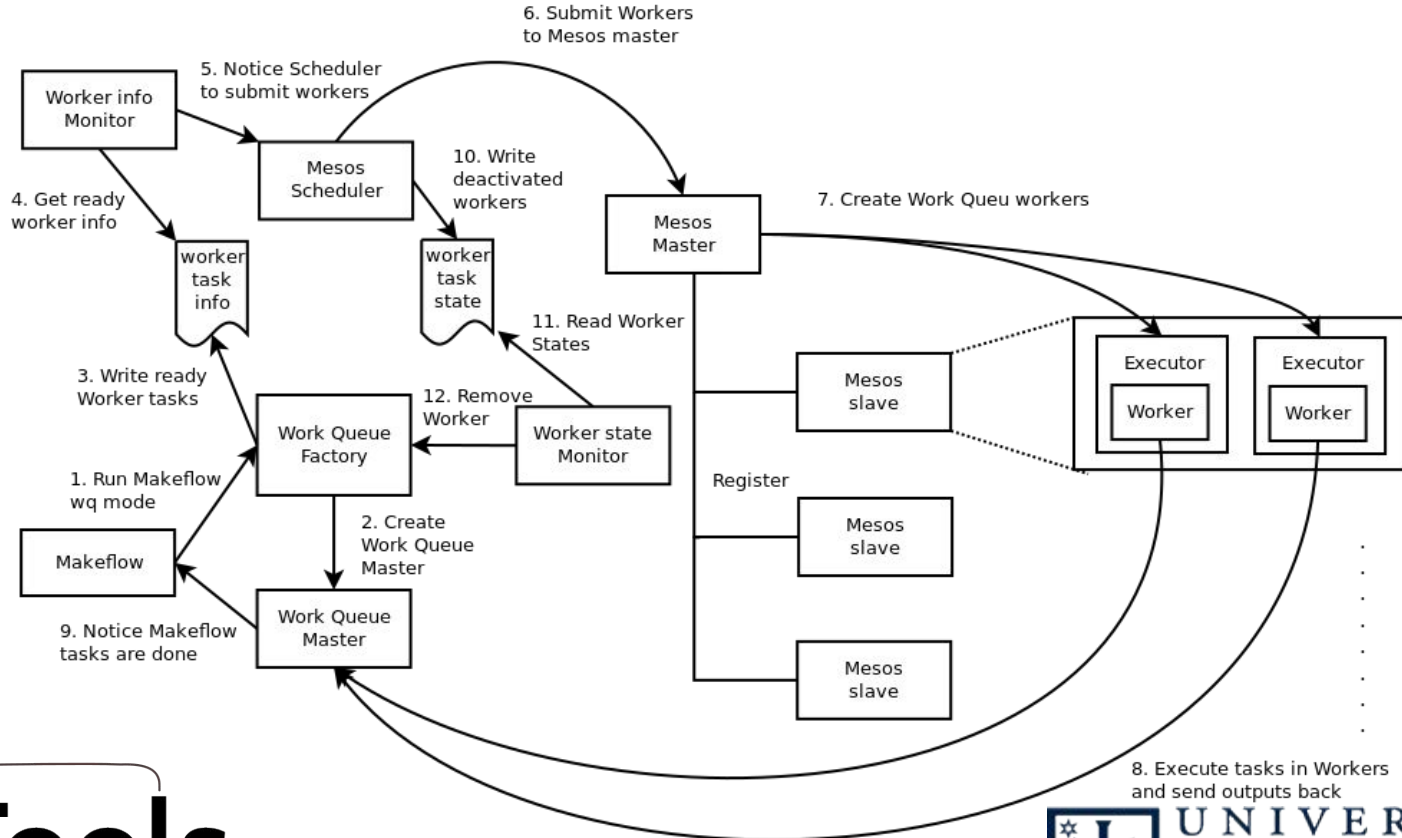 6. Submit Workers
to Mesos master
5. Notice Scheduler
to submit workers
Worker info
Monitor
Mesos
Scheduler
10. Write
deactivated
workers
4. Get ready
worker info
7. Create Work Queu workers
Mesos
Master
worker
task
info
worker
task
state
11. Read Worker
States
3. Write ready
Worker tasks
12. Remove
Worker
Work Queue
Factory
Worker state
Monitor
Mesos
slave
Executor
Worker
Executor
Worker
1. Run Makeflow
wq mode
Register
2. Create
Work Queue
Master
Makeflow
Mesos
slave
Work Queue
Master
9. Notice Makeflow
tasks are done
Mesos
slave
8. Execute tasks in Workers
and send outputs back
Tools
UNIVER